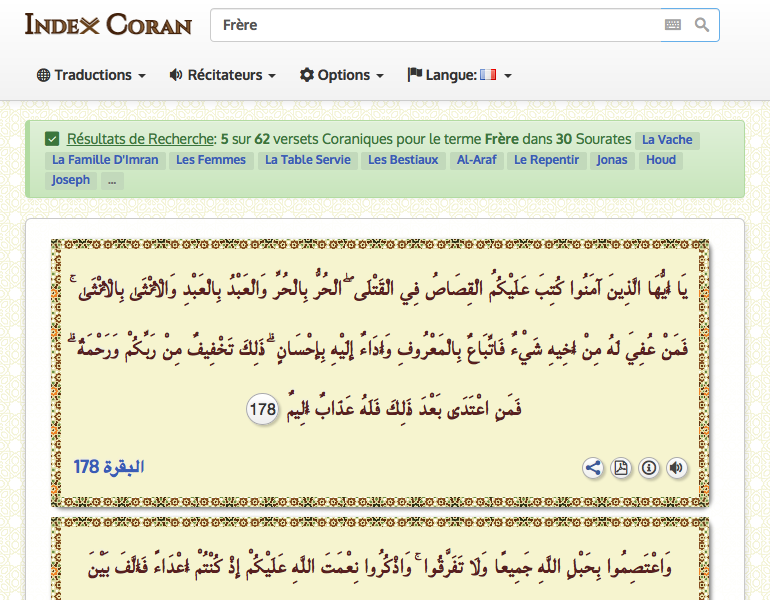 INDEX CORAN
Frère
Traductions
Récitateurs
Options
Langue:
Résultats de Recherche: 5 sur 62 versets Coraniques pour le terme Frère dans 30 Sourates La Vache
La Famille D'Imran Les Femmes La Table Servie Les Bestiaux Al-Araf Le Repentir Jonas Houd
Joseph ...
يَا أَيُّهَا الَّذِينَ آمَنُوا كُتِبَ عَلَيْكُمُ الْقِصَاصُ فِي الْقَتْلَى ۖ الْحُرُّ بِالْحُرِّ وَالْعَبْدُ بِالْعَبْدِ وَالْأُنْثَىٰ بِالْأُنْثَىٰ ۚ
فَمَنْ عُفِيَ لَهُ مِنْ أَخِيهِ شَيْءٌ فَاتِّبَاعٌ بِالْمَعْرُوفِ وَأَدَاءٌ إِلَيْهِ بِإِحْسَانٍ ۗ ذَٰلِكَ تَخْفِيفٌ مِنْ رَبِّكُمْ وَرَحْمَةٌ ۗ
فَمَنِ اعْتَدَىٰ بَعْدَ ذَٰلِكَ فَلَهُ عَذَابٌ أَلِيمٌ 178
البقرة 178
وَاعْتَصِمُوا بِحَبْلِ اللَّهِ جَمِيعًا وَلَا تَفَرَّقُوا ۚ وَاذْكُرُوا نِعْمَتَ اللَّهِ عَلَيْكُمْ إِذْ كُنْتُمْ أَعْدَاءً فَأَلَّفَ بَيْنَ